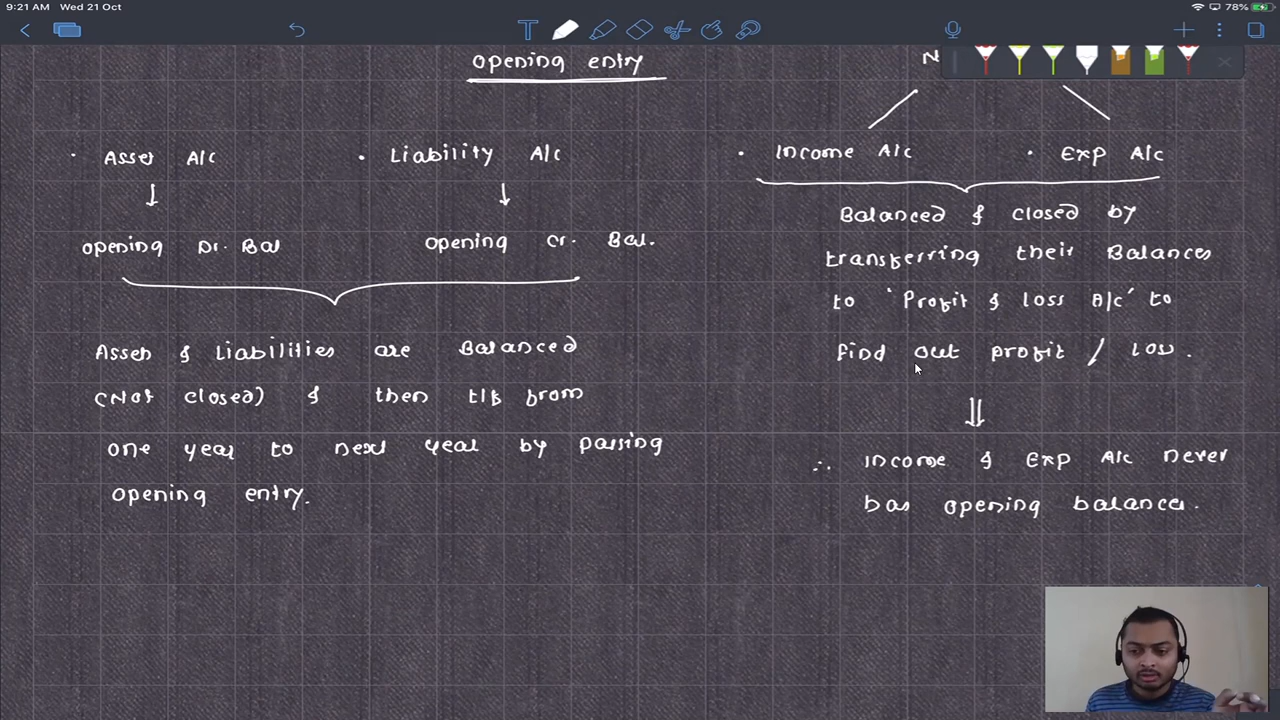 9:21 AM Wed 21 Oct
78%
T
opening entry
N
• Asset A/c
• Liability A/c
↓
↓
opening Dr. Bal
opening cr. Bal.
Assets & Liabilities are Balanced
(Not closed) & then t/f from
one year to next year by passing
opening entry.
• Income A/c
• Exp A/c
Balanced & closed by
transferring their Balances
to 'Profit & loss A/c' to
find out profit / loss.
⇓
∴ Income & Exp A/c never
has opening balances.